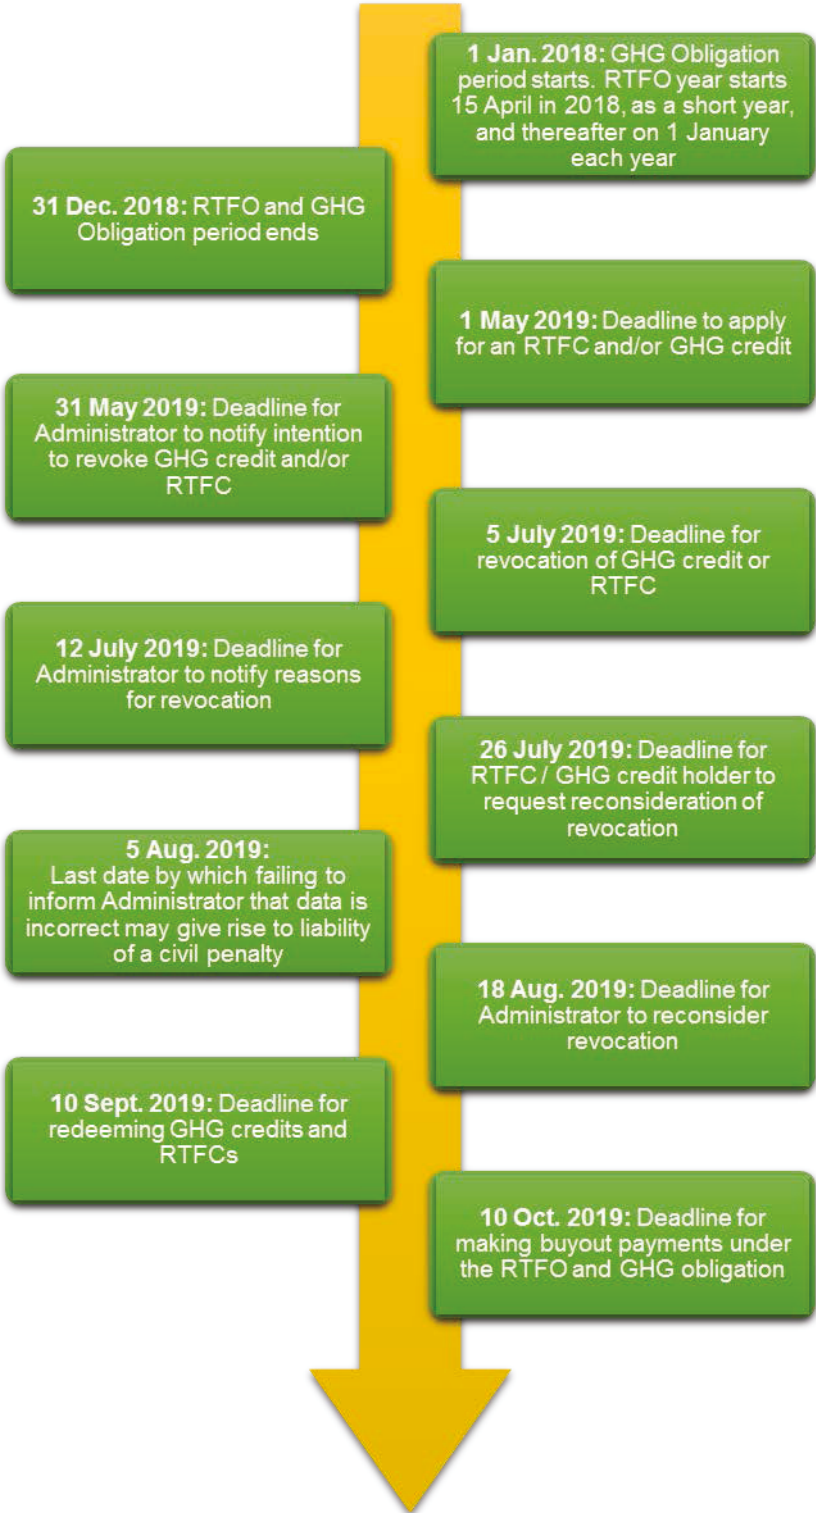 1 Jan. 2018: GHG Obligation
period starts. RTFO year starts
15 April in 2018, as a short year,
and thereafter on 1 January
each year
31 Dec. 2018: RTFO and GHG
Obligation period ends
1 May 2019: Deadline to apply
for an RTFC and/or GHG credit
31 May 2019: Deadline for
Administrator to notify intention
to revoke GHG credit and/or
RTFC
5 July 2019: Deadline for
revocation of GHG credit or
RTFC
12 July 2019: Deadline for
Administrator to notify reasons
for revocation
26 July 2019: Deadline for
RTFC / GHG credit holder to
request reconsideration of
revocation
5 Aug. 2019:
Last date by which failing to
inform Administrator that data is
incorrect may give rise to liability
of a civil penalty
18 Aug. 2019: Deadline for
Administrator to reconsider
revocation
10 Sept. 2019: Deadline for
redeeming GHG credits and
RTFCs
10 Oct. 2019: Deadline for
making buyout payments under
the RTFO and GHG obligation